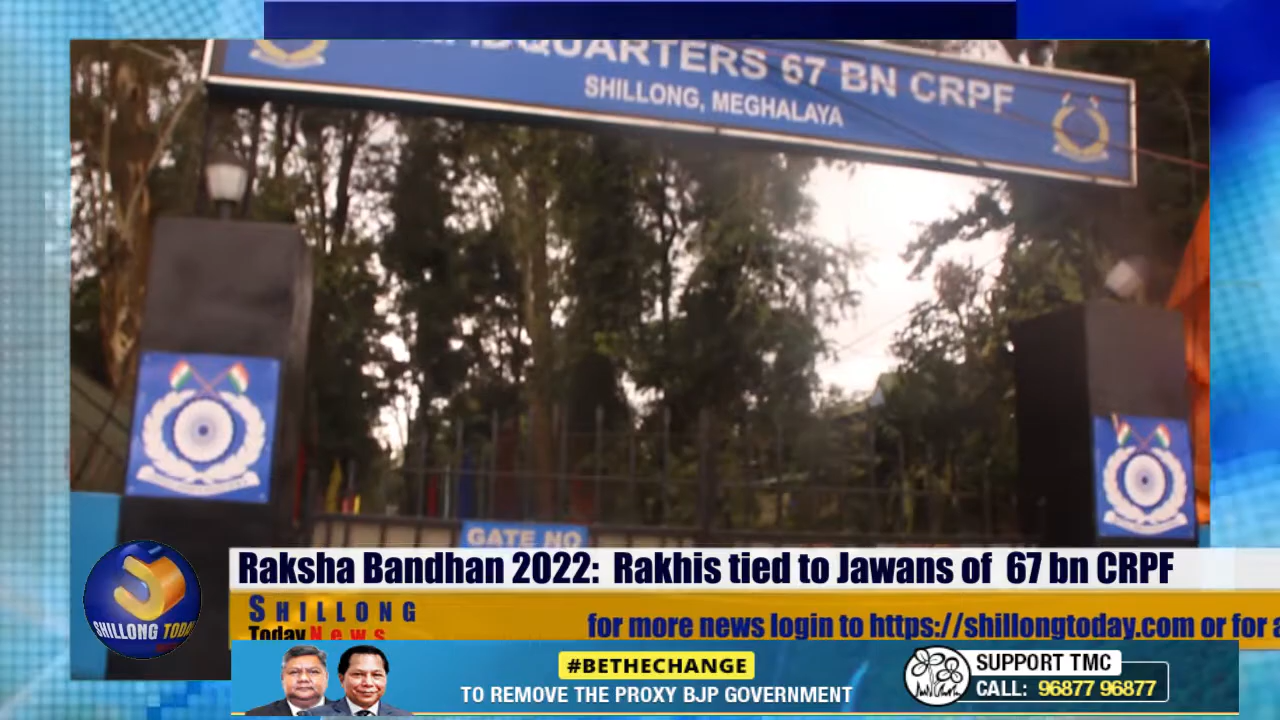 HEADQUARTERS 67 BN CRPF
SHILLONG, MEGHALAYA
GATE NO
Raksha Bandhan 2022: Rakhis tied to Jawans of 67 bn CRPF
SHILLONG
Today News
for more news login to https://shillongtoday.com or for a
SHILLONG TODAY
#BETHECHANGE
TO REMOVE THE PROXY BJP GOVERNMENT
SUPPORT TMC
CALL: 96877 96877